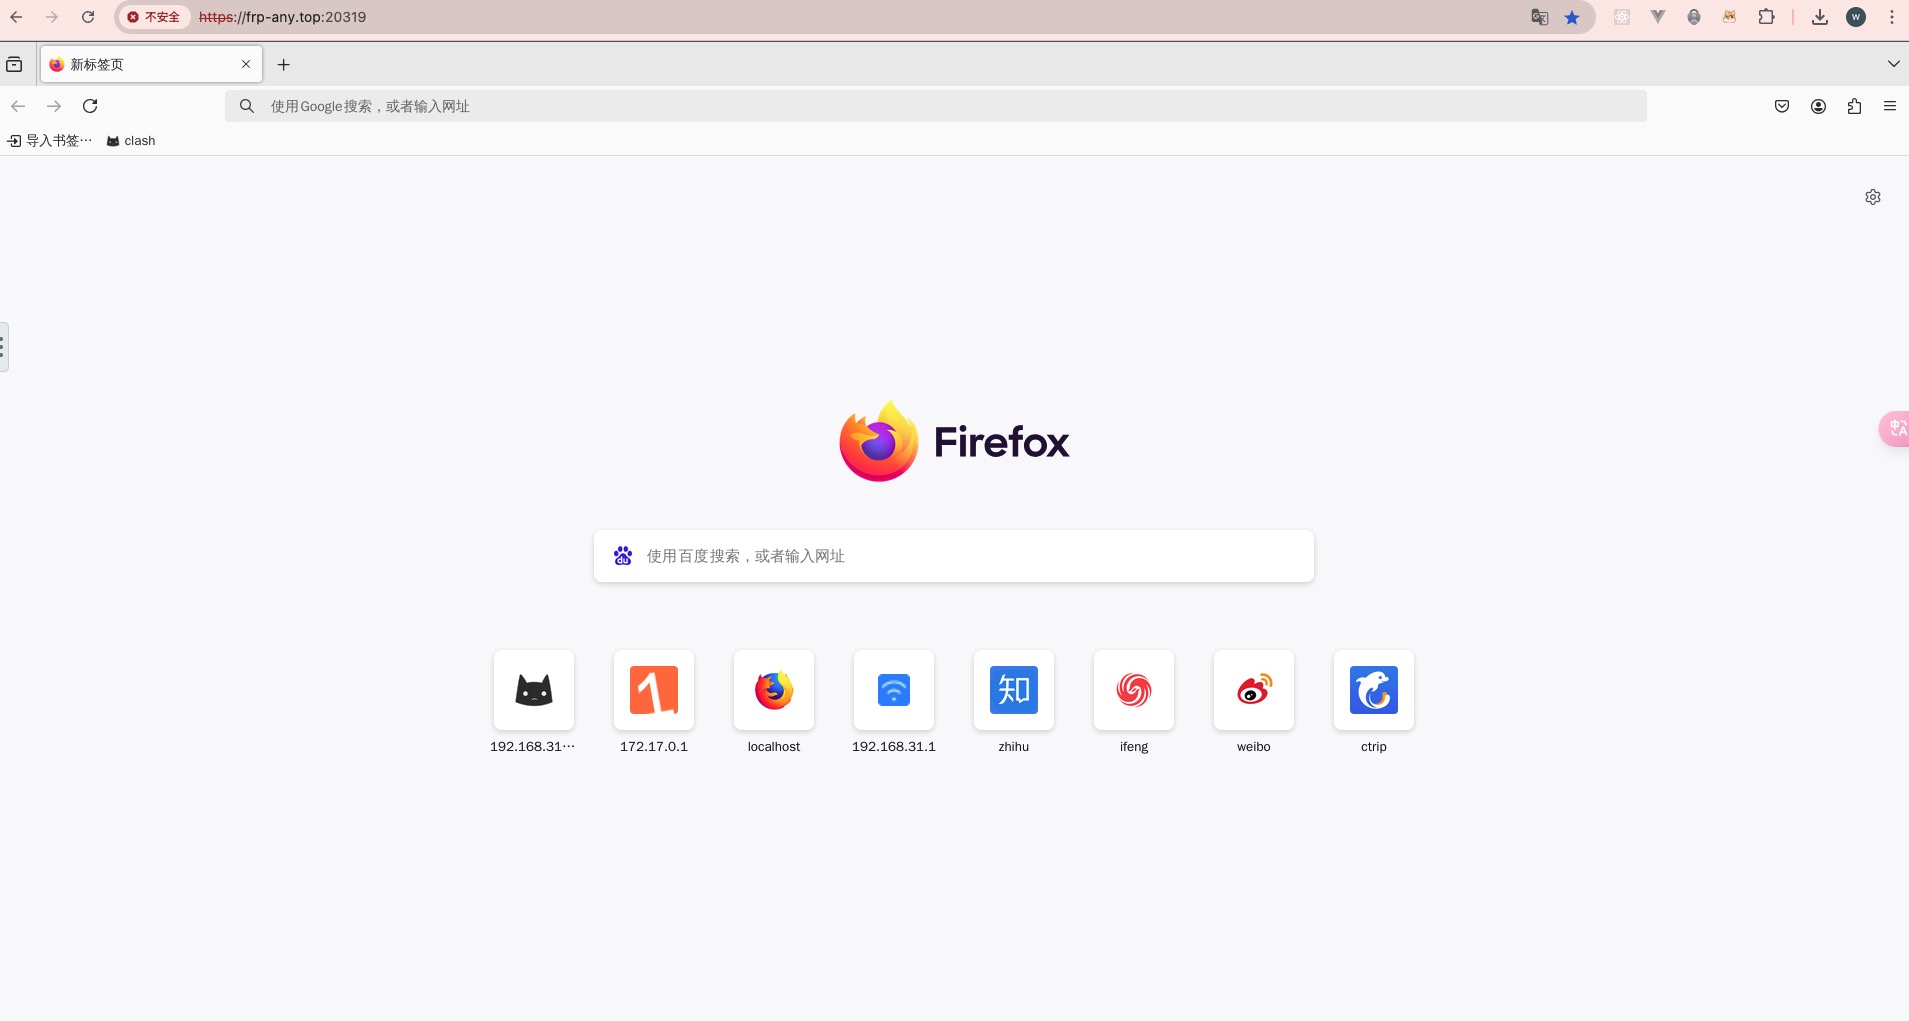 不安全 https://frp-any.top:20319 W
新标签页
使用Google搜索，或者输入网址
导入书签… clash
Firefox
du 使用百度搜索，或者输入网址
知
192.168.31… 172.17.0.1 localhost 192.168.31.1 zhihu ifeng weibo ctrip
中A